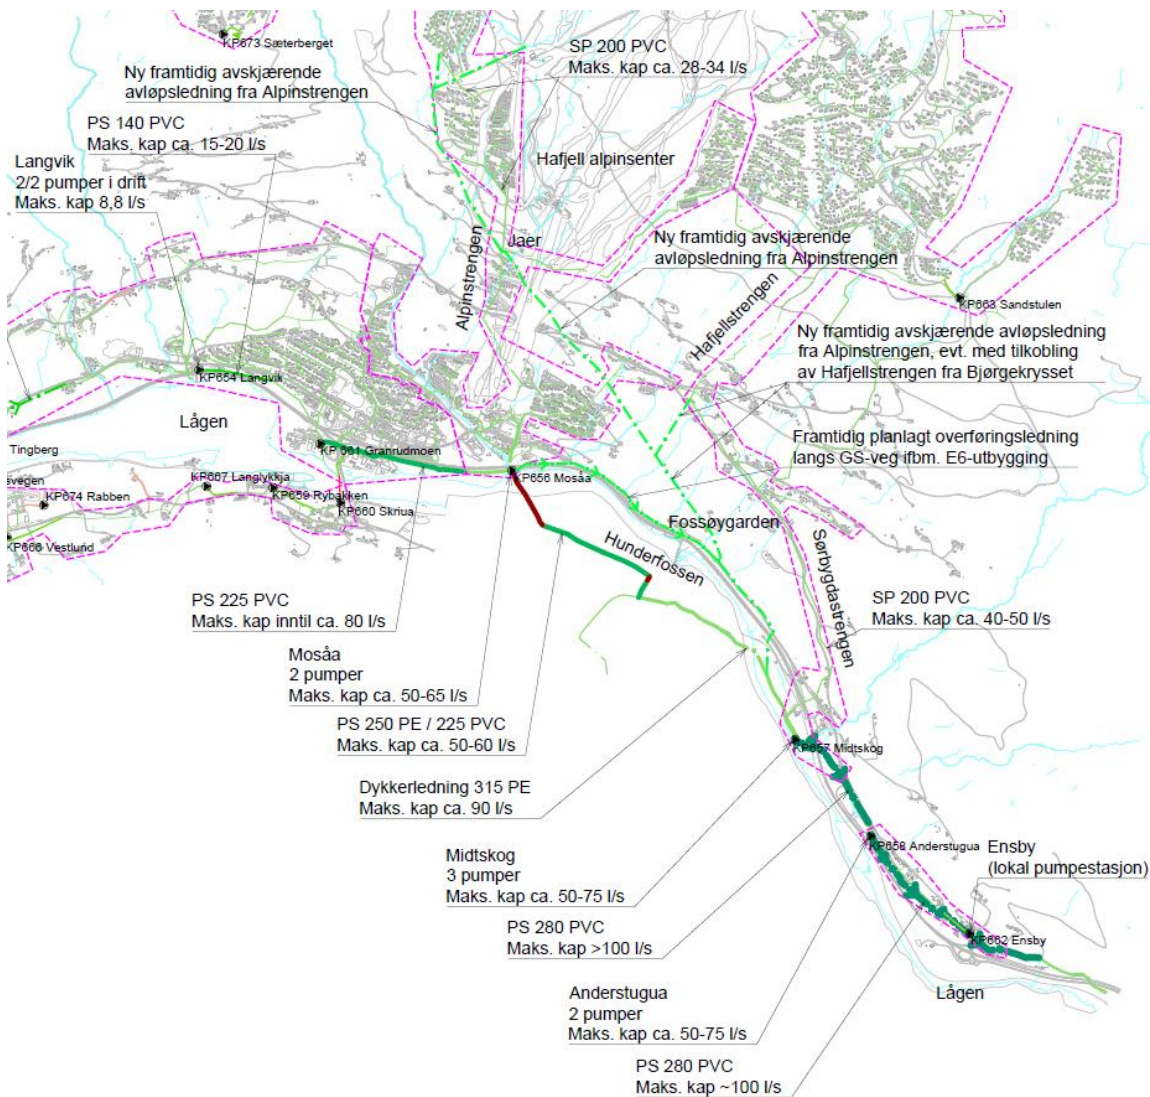 KP673 Sæterberget
SP 200 PVC
Maks. kap ca. 28-34 l/s
Ny framtidig avskjærende
avløpsledning fra Alpinstrengen
PS 140 PVC
Maks. kap ca. 15-20 l/s
Langvik
2/2 pumper i drift
Maks. kap 8,8 l/s
Hafjell alpinsenter
Jaer
Alpinstrengen
Ny framtidig avskjærende
avløpsledning fra Alpinstrengen
Hafjellstrengen
KP663 Sandstulen
Ny framtidig avskjærende avløpsledning
fra Alpinstrengen, evt. med tilkobling
av Hafjellstrengen fra Bjørgekrysset
KP654 Langvik
Lågen
Tingberg
KP 661 Granrudmoen
Framtidig planlagt overføringsledning
langs GS-veg ifbm. E6-utbygging
KP656 Mosåa
svegen
KP667 Langlykkja
KP659 Rybakken
KP674 Rabben
KP660 Skriua
KP666 Vestlund
Fossøygarden
Hunderfossen
Sørbygdastrengen
PS 225 PVC
Maks. kap inntil ca. 80 l/s
SP 200 PVC
Maks. kap ca. 40-50 l/s
Mosåa
2 pumper
Maks. kap ca. 50-65 l/s
PS 250 PE / 225 PVC
Maks. kap ca. 50-60 l/s
KP657 Midtskog
Dykkerledning 315 PE
Maks. kap ca. 90 l/s
Midtskog
3 pumper
Maks. kap ca. 50-75 l/s
KP658 Anderstugua
Ensby
(lokal pumpestasjon)
PS 280 PVC
Maks. kap >100 l/s
KP662 Ensby
Lågen
Anderstugua
2 pumper
Maks. kap ca. 50-75 l/s
PS 280 PVC
Maks. kap ~100 l/s